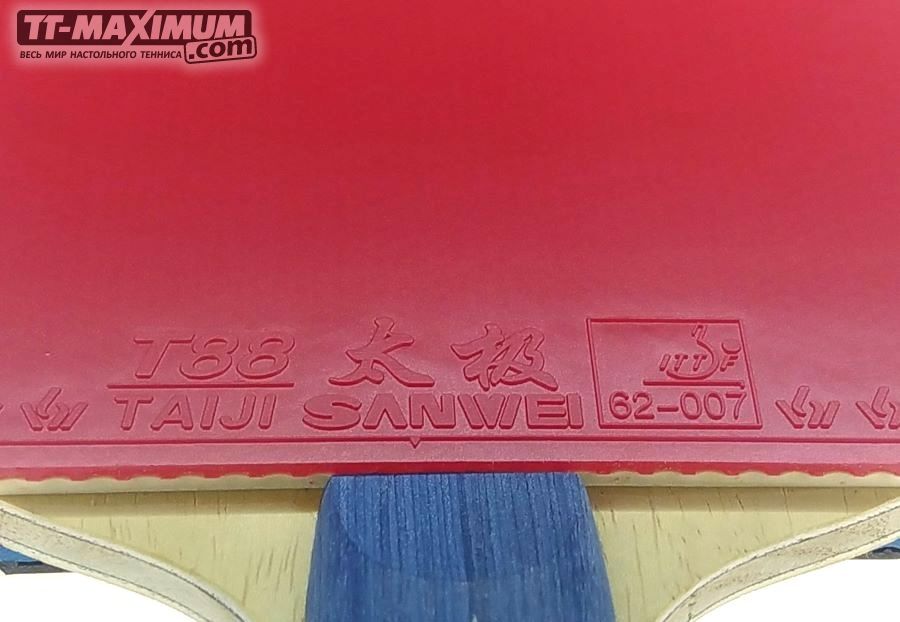 TT-MAXIMUM
.com
ВЕСЬ МИР НАСТОЛЬНОГО ТЕННИСА
T88 太极
TAIJI SANWEI
ITTF
62-007